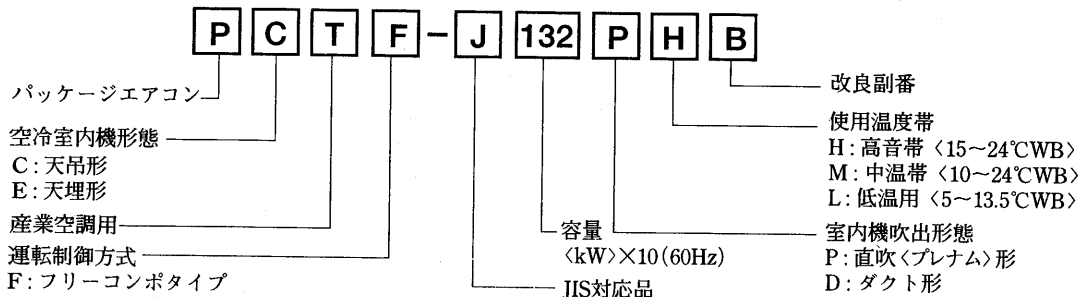 P C T F - J 132 P H B
パッケージエアコン
空冷室内機形態
C:天吊形
E:天埋形
産業空調用
運転制御方式
F:フリーコンポタイプ
容量
〈kW〉×10(60Hz)
JIS対応品
改良副番
使用温度帯
H:高音帯〈15~24℃WB〉
M:中温帯〈10~24℃WB〉
L:低温用〈5~13.5℃WB〉
室内機吹出形態
P:直吹〈プレナム〉形
D:ダクト形